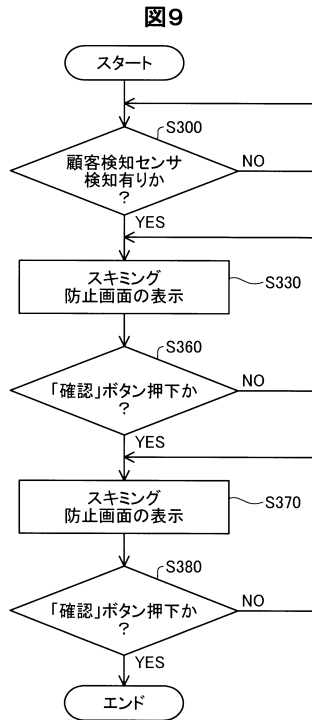 図9
スタート
S300
顧客検知センサ
検知有りか
?
NO
YES
スキミング
防止画面の表示
S330
S360
「確認」ボタン押下か
?
NO
YES
スキミング
防止画面の表示
S370
S380
「確認」ボタン押下か
?
NO
YES
エンド